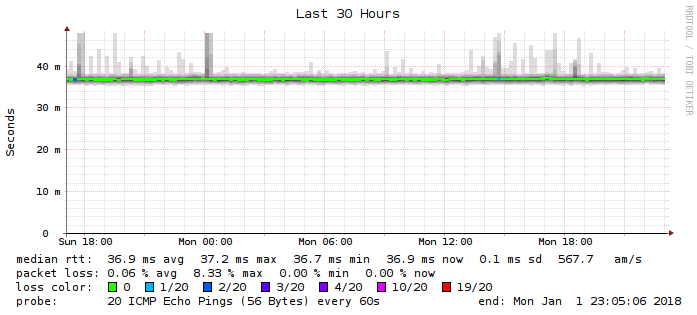 Last 30 Hours
RRDTOOL / TOBI OETIKER
Seconds
40 m
30 m
20 m
10 m
0
Sun 18:00 Mon 00:00 Mon 06:00 Mon 12:00 Mon 18:00
median rtt: 36.9 ms avg 37.2 ms max 36.7 ms min 36.9 ms now 0.1 ms sd 567.7 am/s
packet loss: 0.06 % avg 8.33 % max 0.00 % min 0.00 % now
loss color: 0 1/20 2/20 3/20 4/20 10/20 19/20
probe: 20 ICMP Echo Pings (56 Bytes) every 60s end: Mon Jan 1 23:05:06 2018